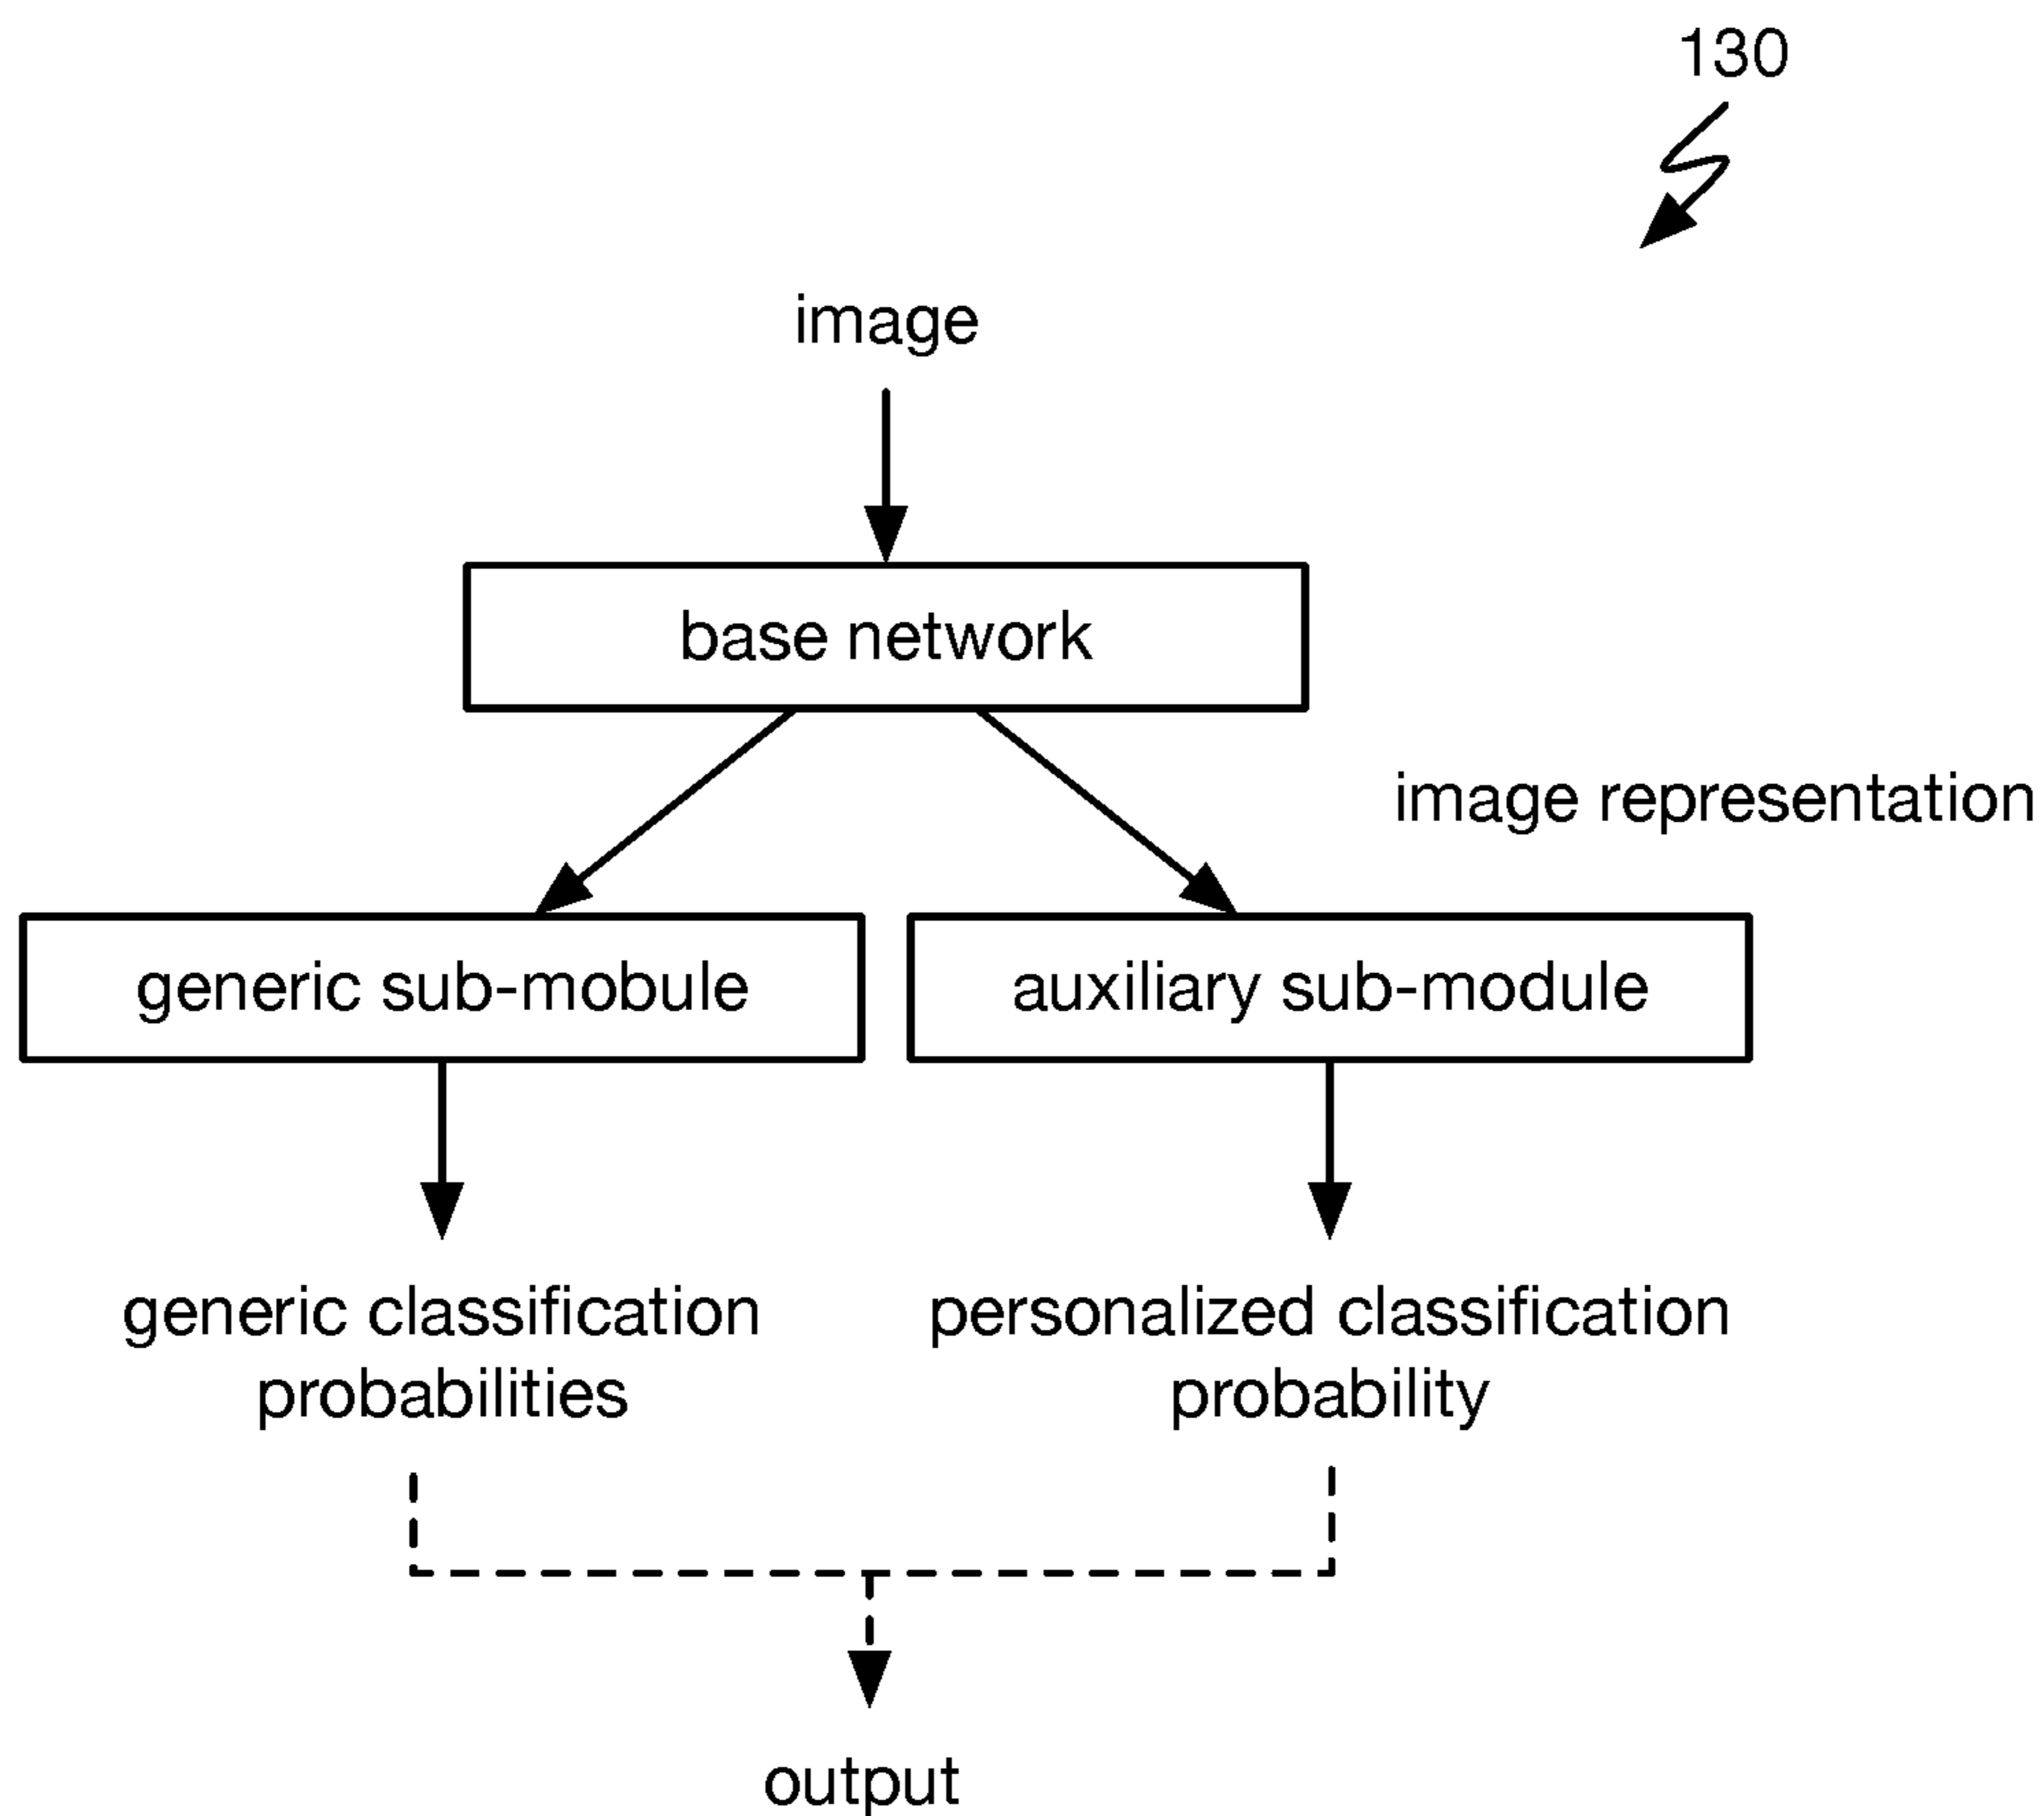 130
image
base network
image representation
generic sub-mobule
auxiliary sub-module
generic classification
probabilities
personalized classification
probability
output